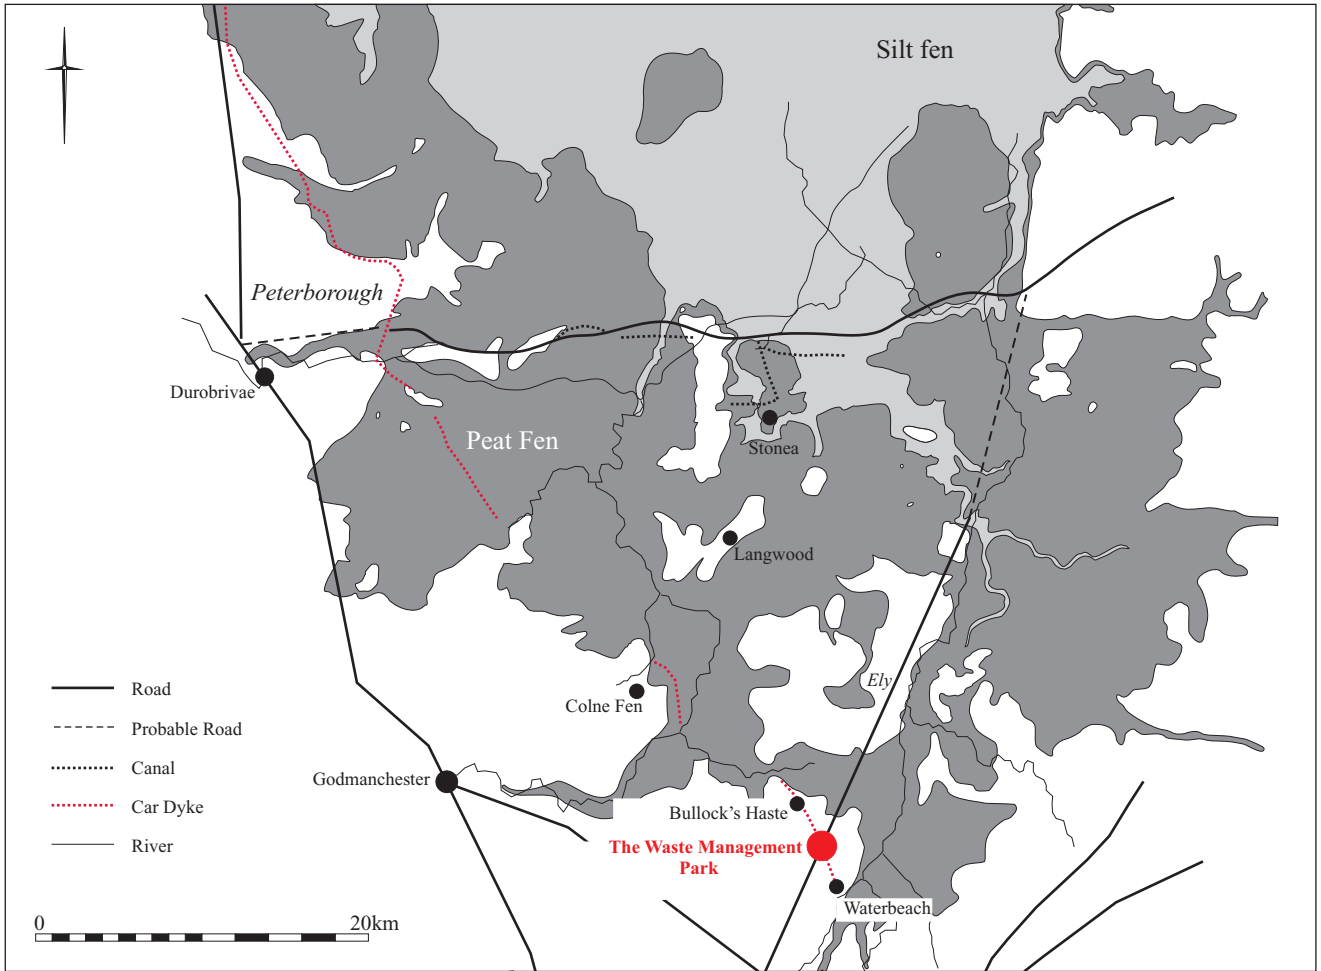 Silt fen
Peterborough
Durobrivae
Peat Fen
Stonea
Langwood
Ely
Colne Fen
Road
Probable Road
Canal
Car Dyke
River
Godmanchester
Bullock's Haste
The Waste Management
Park
Waterbeach
0 20km